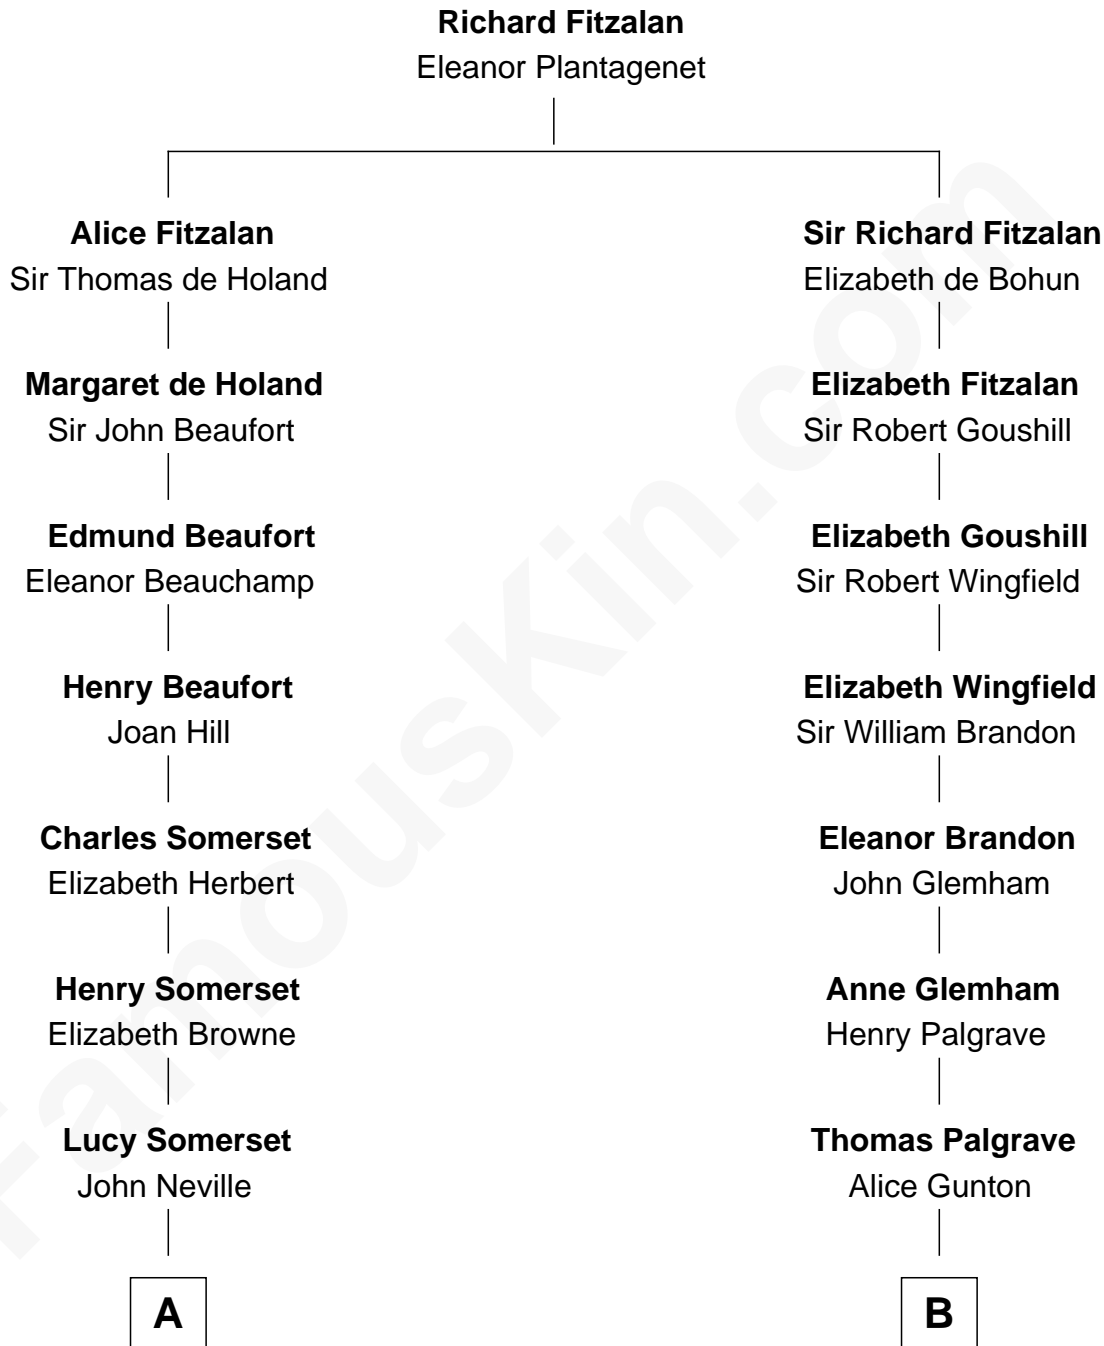 Richard Fitzalan
Eleanor Plantagenet
Alice Fitzalan
Sir Thomas de Holand
Sir Richard Fitzalan
Elizabeth de Bohun
Margaret de Holand
Sir John Beaufort
Elizabeth Fitzalan
Sir Robert Goushill
Edmund Beaufort
Eleanor Beauchamp
Elizabeth Goushill
Sir Robert Wingfield
Henry Beaufort
Joan Hill
Elizabeth Wingfield
Sir William Brandon
Charles Somerset
Elizabeth Herbert
Eleanor Brandon
John Glemham
Henry Somerset
Elizabeth Browne
Anne Glemham
Henry Palgrave
Lucy Somerset
John Neville
Thomas Palgrave
Alice Gunton
A
B
FamousKin.com